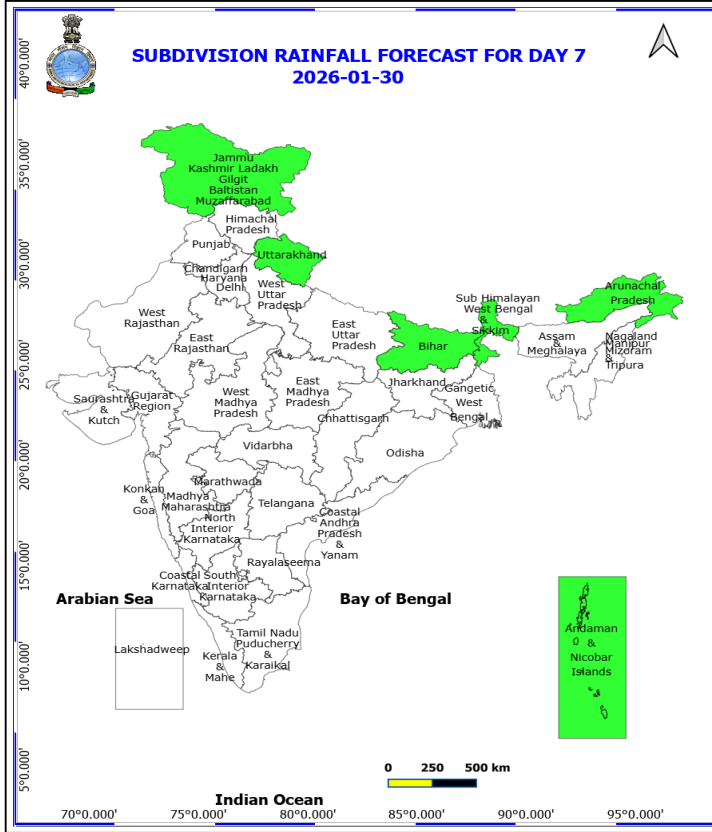 SUBDIVISION RAINFALL FORECAST FOR DAY 7
2026-01-30
40°0.000'
35°0.000'
30°0.000'
25°0.000'
20°0.000'
15°0.000'
10°0.000'
5°0.000'
Jammu
Kashmir Ladakh
Gilgit
Baltistan
Muzaffarabad
Himachal
Pradesh
Punjab
Uttarakhand
Chandigarh
Haryana
Delhi
West
Uttar
Pradesh
Arunachal
Pradesh
Sub Himalayan
West Bengal
&
Sikkim
West
Rajasthan
East
Rajasthan
East
Uttar
Pradesh
Bihar
Assam
&
Meghalaya
Nagaland
Manipur
Mizoram
&
Tripura
Saurashtra
&
Kutch
Gujarat
Region
West
Madhya
Pradesh
East
Madhya
Pradesh
Jharkhand
Gangetic
West
Bengal
Chhattisgarh
Vidarbha
Odisha
Konkan
&
Goa
Marathwada
Madhya
Maharashtra
Telangana
North
Interior
Karnataka
Coastal
Andhra
Pradesh
&
Yanam
Rayalaseema
Coastal
Karnataka
South
Interior
Karnataka
Arabian Sea
Bay of Bengal
Lakshadweep
Kerala
&
Mahe
Tamil Nadu
Puducherry
&
Karaikal
Andaman
&
Nicobar
Islands
0 250 500 km
Indian Ocean
70°0.000' 75°0.000' 80°0.000' 85°0.000' 90°0.000' 95°0.000'